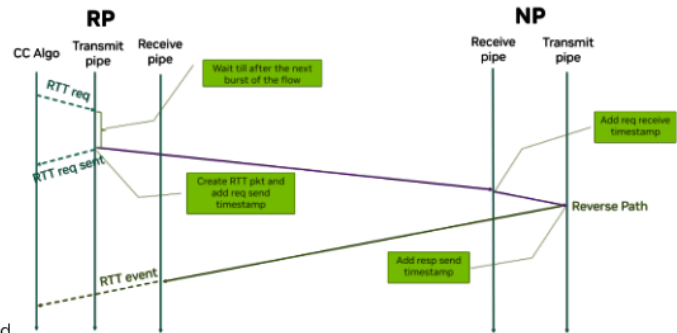 RP
NP
CC Algo
Transmit
pipe
Receive
pipe
Receive
pipe
Transmit
pipe
RTT req
Wait till after the next
burst of the flow
Add req receive
timestamp
RTT req sent
Create RTT pkt and
add req send
timestamp
Reverse Path
Add resp send
timestamp
RTT event
d